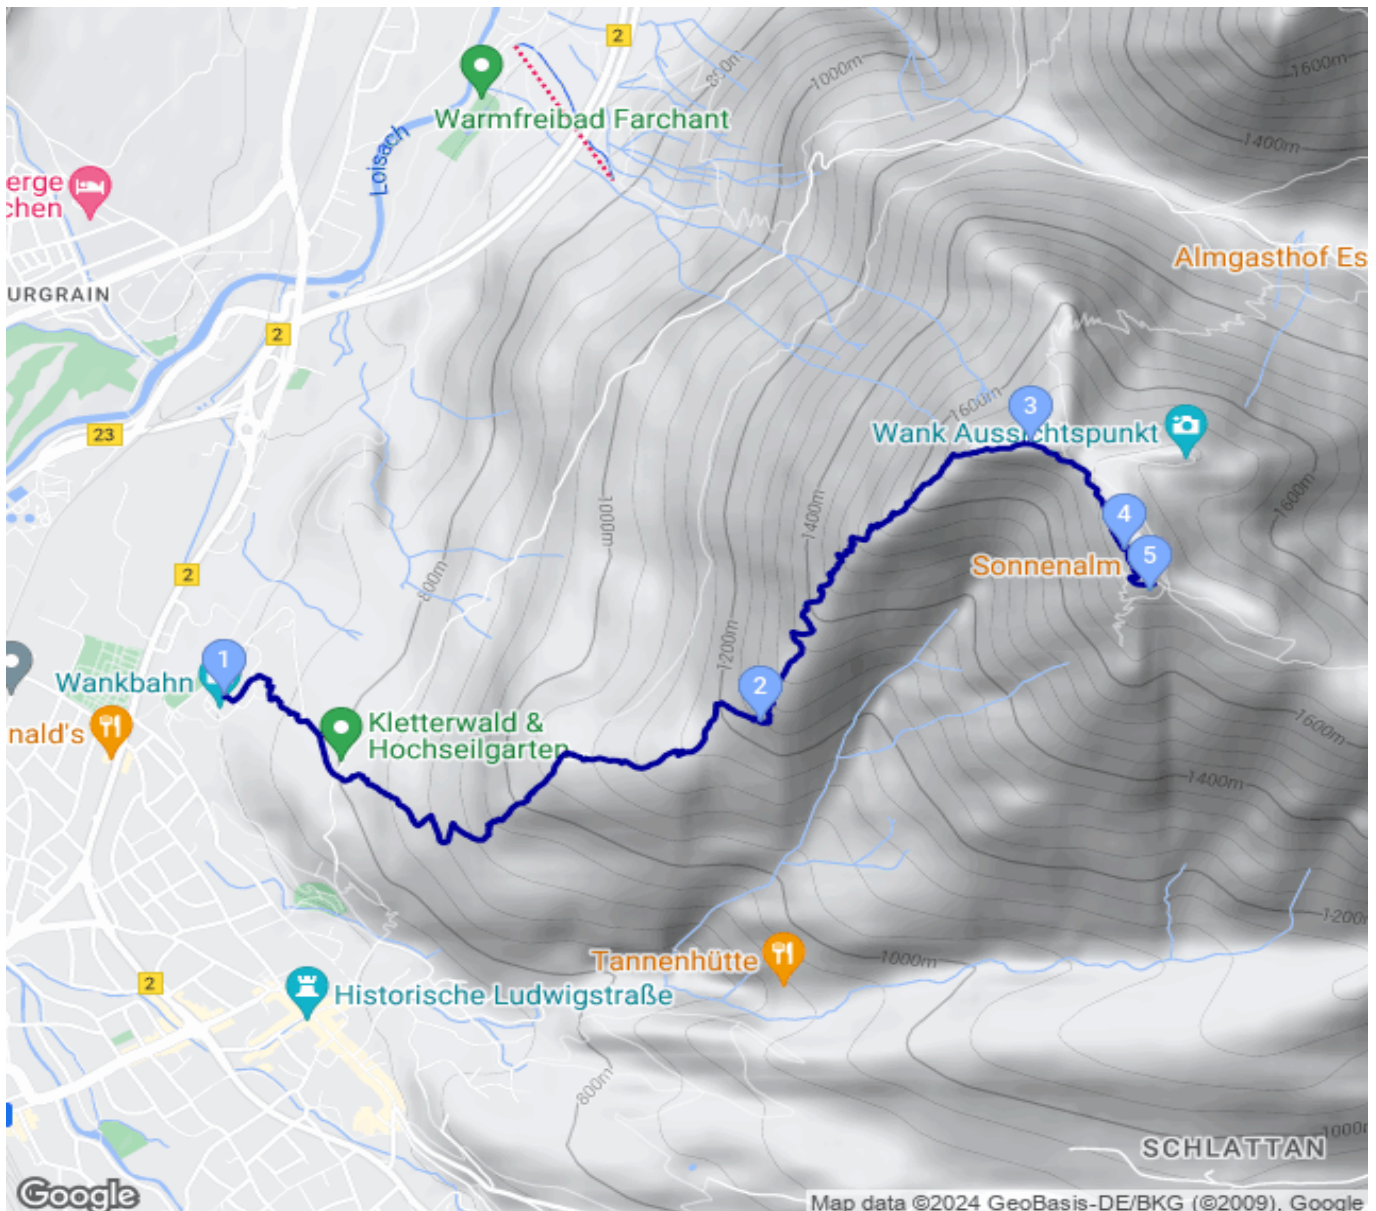 2
800m
1000m
1600m
Warmfreibad Farchant
1400m
Loisach
erge
chen
Almgasthof Es
URGRAIN
2
1600m
3
Wank Aussichtspunkt
23
1000m
1400m
1600m
4
5
Sonnenalm
2
800m
1
Wankbahn
1200m
2
Kletterwald &
Hochseilgarten
nald's
1600m
1400m
1200m
Tannenhütte
1000m
2
Historische Ludwigstraße
800m
1000m
SCHLATTAN
Google
Map data ©2024 GeoBasis-DE/BKG (©2009), Google